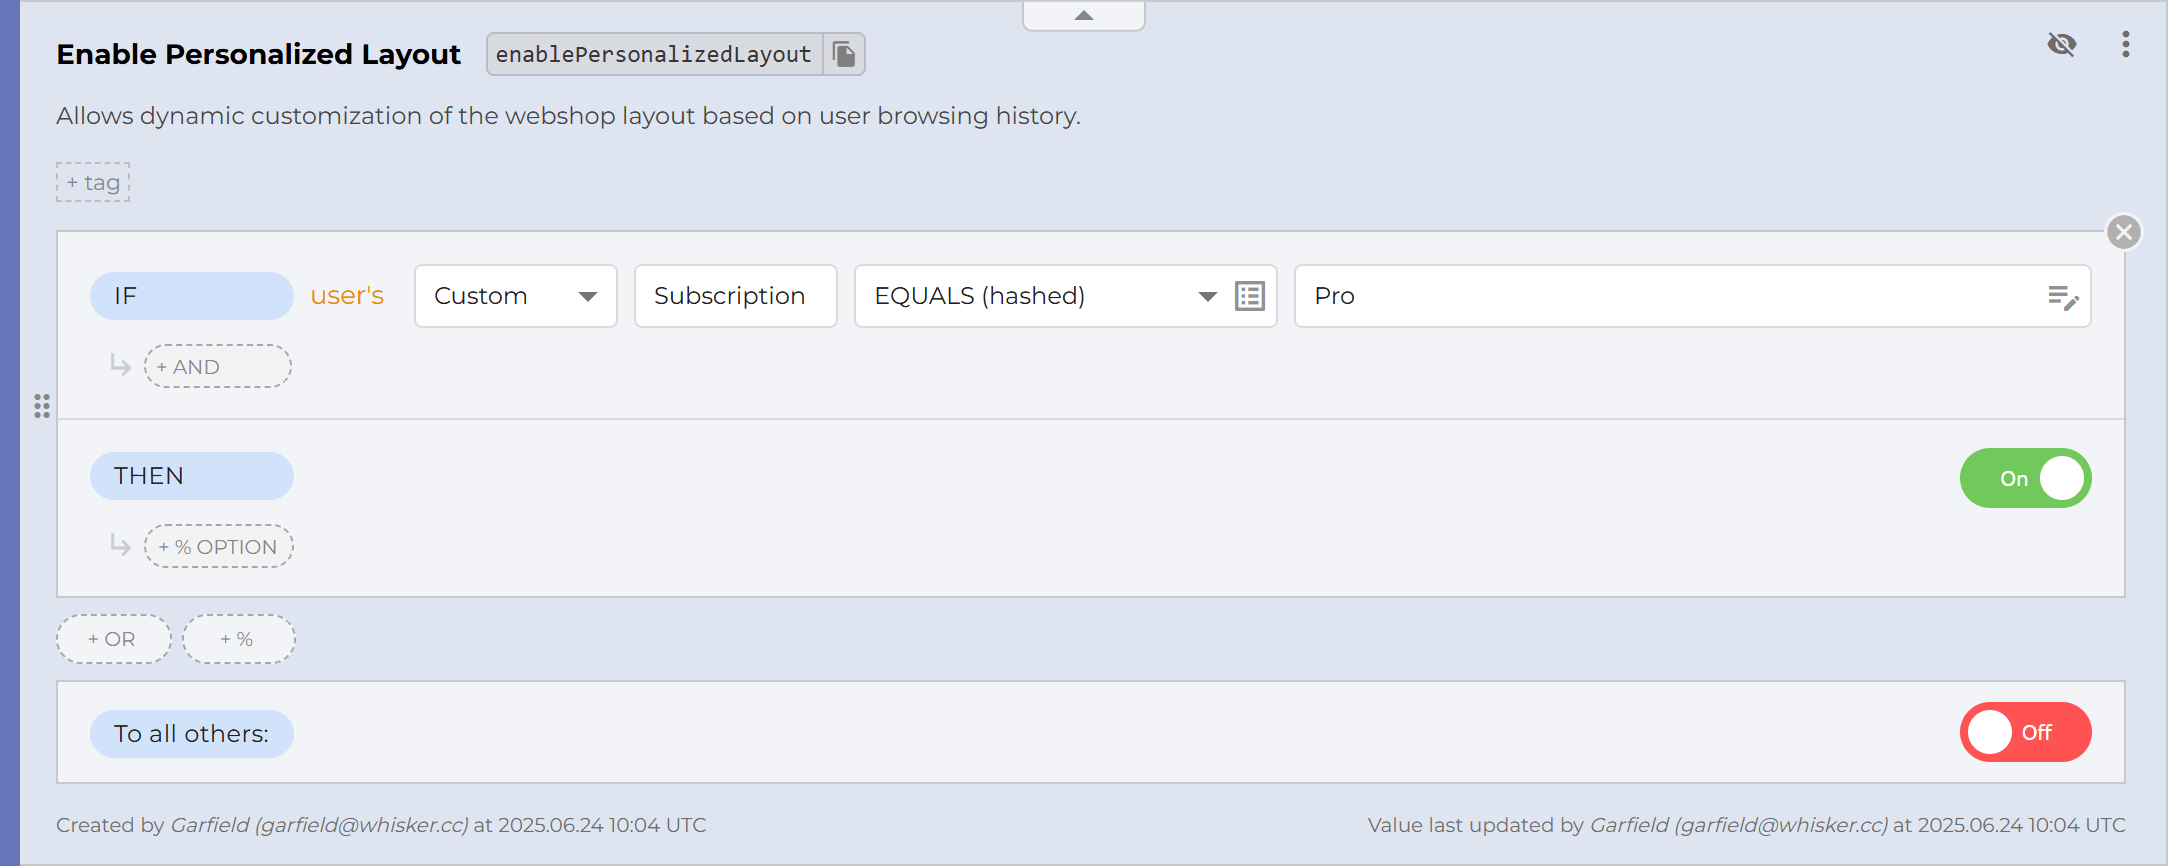 Enable Personalized Layout enablePersonalizedLayout
Allows dynamic customization of the webshop layout based on user browsing history.
+ tag
IF user's Custom Subscription EQUALS (hashed) Pro
+ AND
THEN On
+ % OPTION
+ OR + %
To all others: Off
Created by Garfield (garfield@whisker.cc) at 2025.06.24 10:04 UTC Value last updated by Garfield (garfield@whisker.cc) at 2025.06.24 10:04 UTC